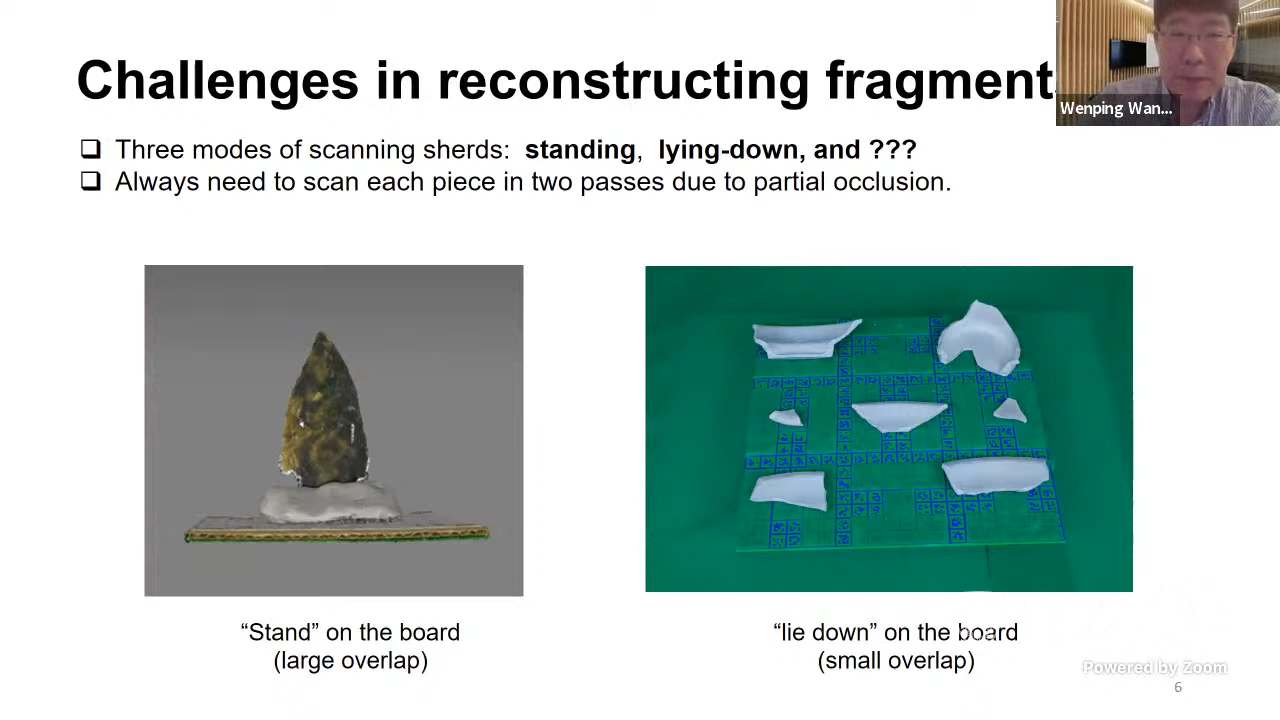 Challenges in reconstructing fragment
Wenping Wan...
❑ Three modes of scanning sherds: standing, lying-down, and ???
❑ Always need to scan each piece in two passes due to partial occlusion.
“Stand” on the board
(large overlap)
“lie down” on the board
(small overlap)
Powered by Zoom
6